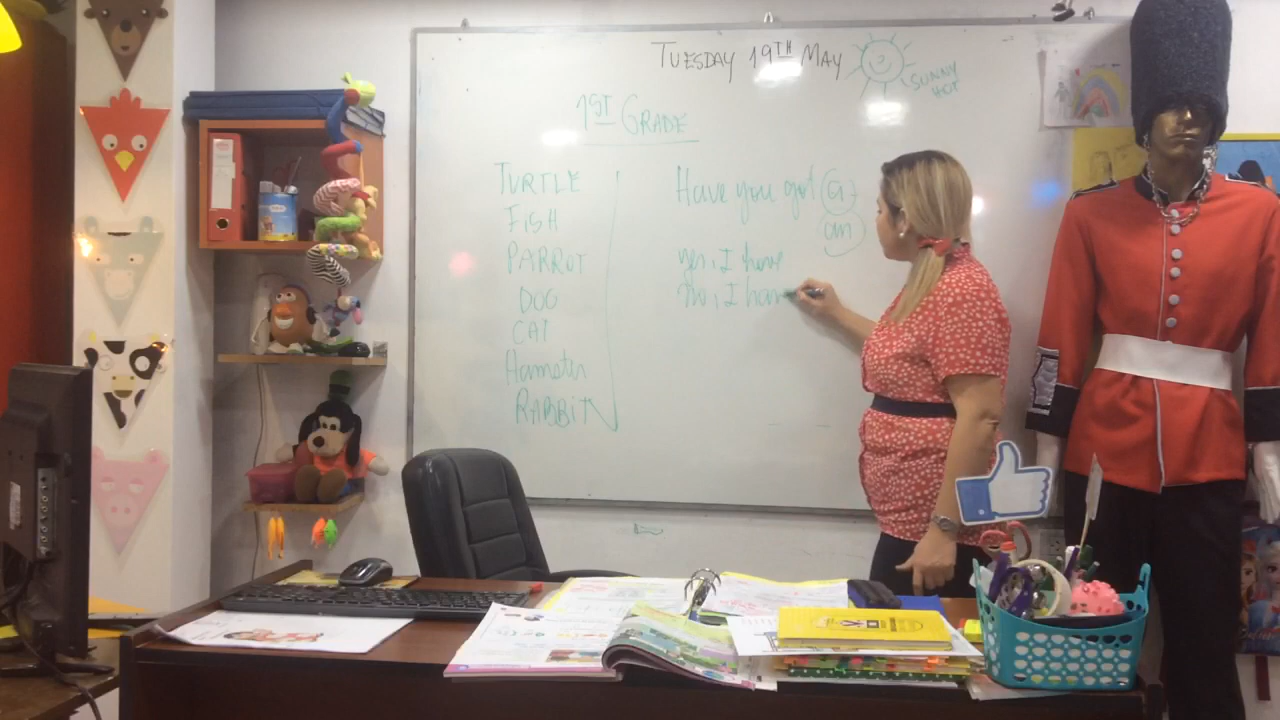 TUESDAY 19TH MAY
SUNNY
HOT
1ST GRADE
TURTLE
FISH
PARROT
DOG
CAT
Hamster
RABBIT
Have you got a
an
yes, I have
No, I have